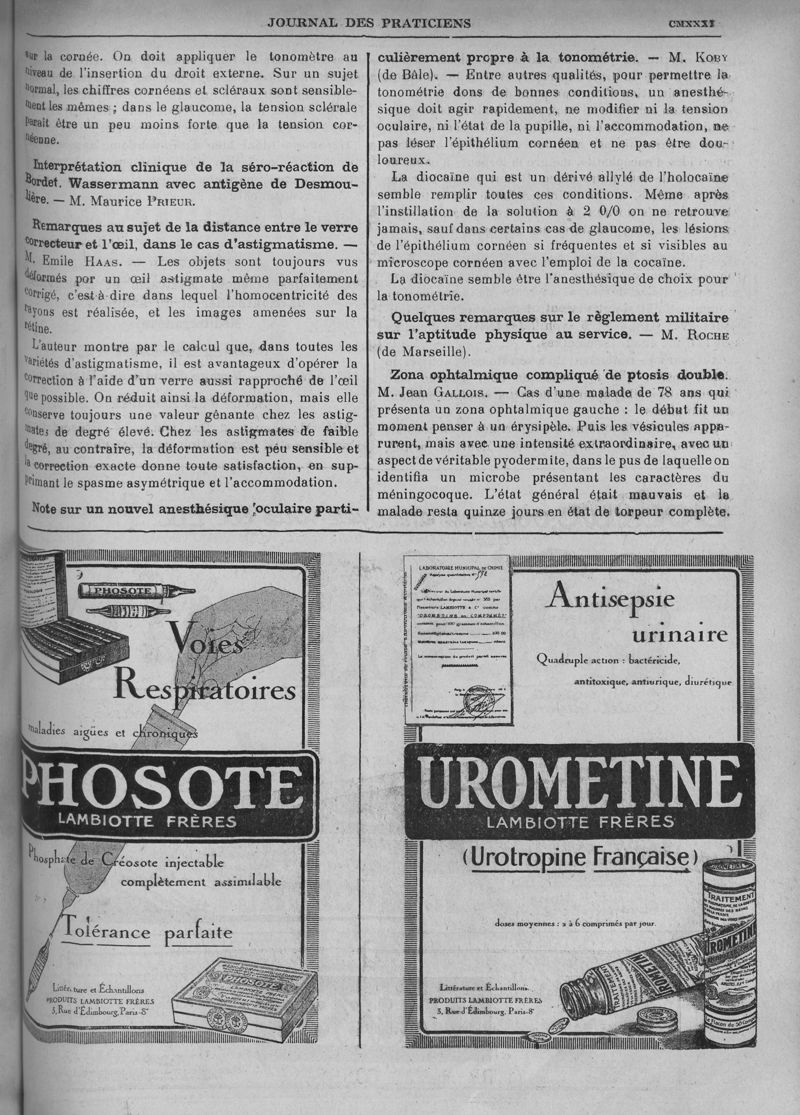 JOURNAL DES PRATICIENS
CMXXXI
sur la cornée. On doit appliquer le tonomètre au
niveau de l'insertion du droit externe. Sur un sujet
normal, les chiffres cornéens et scléraux sont sensible-
ment les mêmes ; dans le glaucome, la tension sclérale
paraît être un peu moins forte que la tension cor-
néenne.
Interprétation clinique de la séro-réaction de
Bordet. Wassermann avec antigène de Desmou-
lière. — M. Maurice PRIEUR.
Remarques au sujet de la distance entre le verre
correcteur et l'œil, dans le cas d'astigmatisme. —
M. Emile HAAS. — Les objets sont toujours vus
déformés por un œil astigmate même parfaitement
corrigé, c'est-à dire dans lequel l'homocentricité des
rayons est réalisée, et les images amenées sur la
rétine.
L'auteur montre par le calcul que, dans toutes les
variétés d'astigmatisme, il est avantageux d'opérer la
correction à l'aide d'un verre aussi rapproché de l'œil
que possible. On réduit ainsi la déformation, mais elle
conserve toujours une valeur gênante chez les astig-
mates de degré élevé. Chez les astigmates de faible
degré, au contraire, la déformation est peu sensible et
la correction exacte donne toute satisfaction, en sup-
primant le spasme asymétrique et l'accommodation.
Note sur un nouvel anesthésique oculaire parti-
culièrement propre à la tonométrie. — M. KOBY
(de Bâle). — Entre autres qualités, pour permettre la
tonométrie dons de bonnes conditions, un anesthé-
sique doit agir rapidement, ne modifier ni la tension
oculaire, ni l'état de la pupille, ni l'accommodation, ne
pas léser l'épithélium cornéen et ne pas être dou-
loureux.
La diocaïne qui est un dérivé allylé de l'holocaïne
semble remplir toutes ces conditions. Même après
l'instillation de la solution à 2 0/0 on ne retrouve
jamais, sauf dans certains cas de glaucome, les lésions
de l'épithélium cornéen si fréquentes et si visibles au
microscope cornéen avec l'emploi de la cocaïne.
La diocaïne semble être l'anesthésique de choix pour
la tonométrie.
Quelques remarques sur le règlement militaire
sur l'aptitude physique au service. — M. ROCHE
(de Marseille).
Zona ophtalmique compliqué de ptosis double.
M. Jean GALLOIS. — Cas d'une malade de 78 ans qui
présenta un zona ophtalmique gauche : le début fit un
moment penser à un érysipèle. Puis les vésicules appa-
rurent, mais avec une intensité extraordinaire, avec un
aspect de véritable pyodermite, dans le pus de laquelle on
identifia un microbe présentant les caractères du
méningocoque. L'état général était mauvais et la
malade resta quinze jours en état de torpeur complète.
PHOSOTE
Voies
Respiratoires
maladies aigües et chroniques
PHOSOTE
LAMBIOTTE FRÈRES
Phosphate de Créosote injectable
complètement assimilable
Tolérance parfaite
Littérature et Échantillons
PRODUITS LAMBIOTTE FRÈRES
3, Rue d'Édimbourg, Paris-8e
LABORATOIRE MUNICIPAL DE CHIMIE
Antisepsie
urinaire
Quadruple action : bactéricide,
antitoxique, antiurique, diurétique
UROMETINE
LAMBIOTTE FRÈRES
(Urotropine Française)
doses moyennes : 2 à 6 comprimés par jour.
Littérature et Échantillons
PRODUITS LAMBIOTTE FRÈRES
3, Rue d'Édimbourg, Paris-8e
TRAITEMENT
UROMETINE
UROMETINE